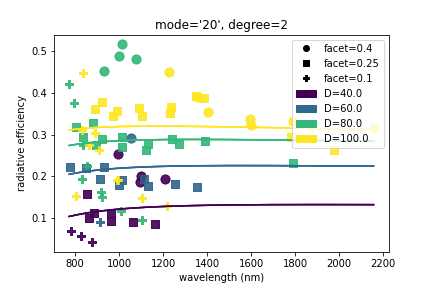 mode='20', degree=2
radiative efficiency
0.5
0.4
0.3
0.2
0.1
facet=0.4
facet=0.25
facet=0.1
D=40.0
D=60.0
D=80.0
D=100.0
800
1000
1200
1400
1600
1800
2000
2200
wavelength (nm)